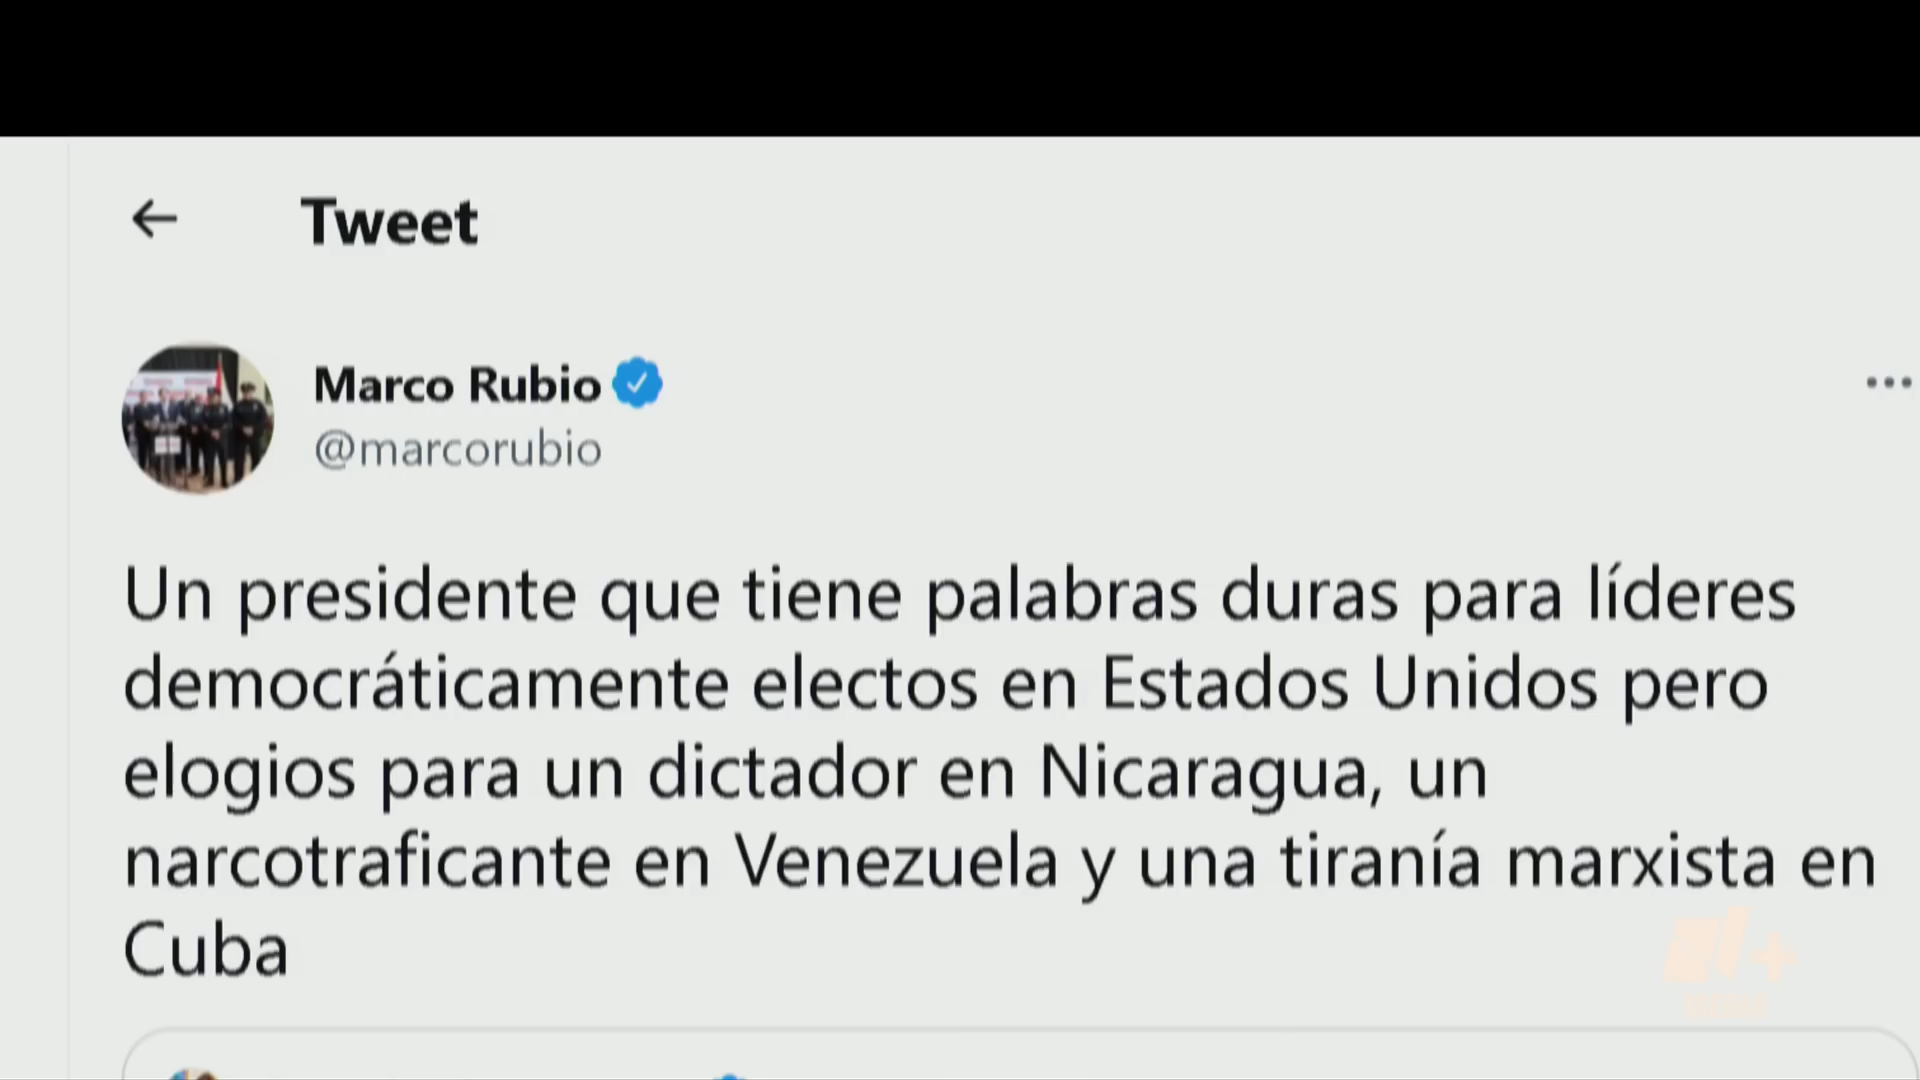 Tweet
Marco Rubio
@marcorubio
Un presidente que tiene palabras duras para líderes
democráticamente electos en Estados Unidos pero
elogios para un dictador en Nicaragua, un
narcotraficante en Venezuela y una tiranía marxista en
Cuba